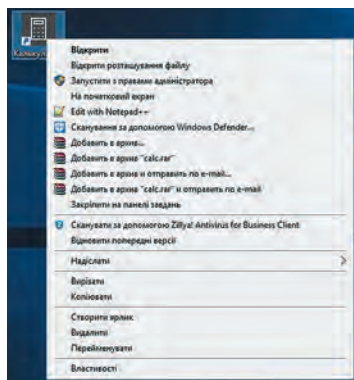 Калькул
Відкрити
Відкрити розташування файлу
Запустити з правами адміністратора
На початковий екран
Edit with Notepad++
Сканування за допомогою Windows Defender...
Добавить в архив...
Добавить в архив "calc.rar"
Добавить в архив и отправить по e-mail...
Добавить в архив "calc.rar" и отправить по e-mail
Закріпити на панелі завдань
Сканувати за допомогою Zillya! Antivirus for Business Client
Відновити попередні версії
Надіслати
Вирізати
Копіювати
Створити ярлик
Видалити
Перейменувати
Властивості